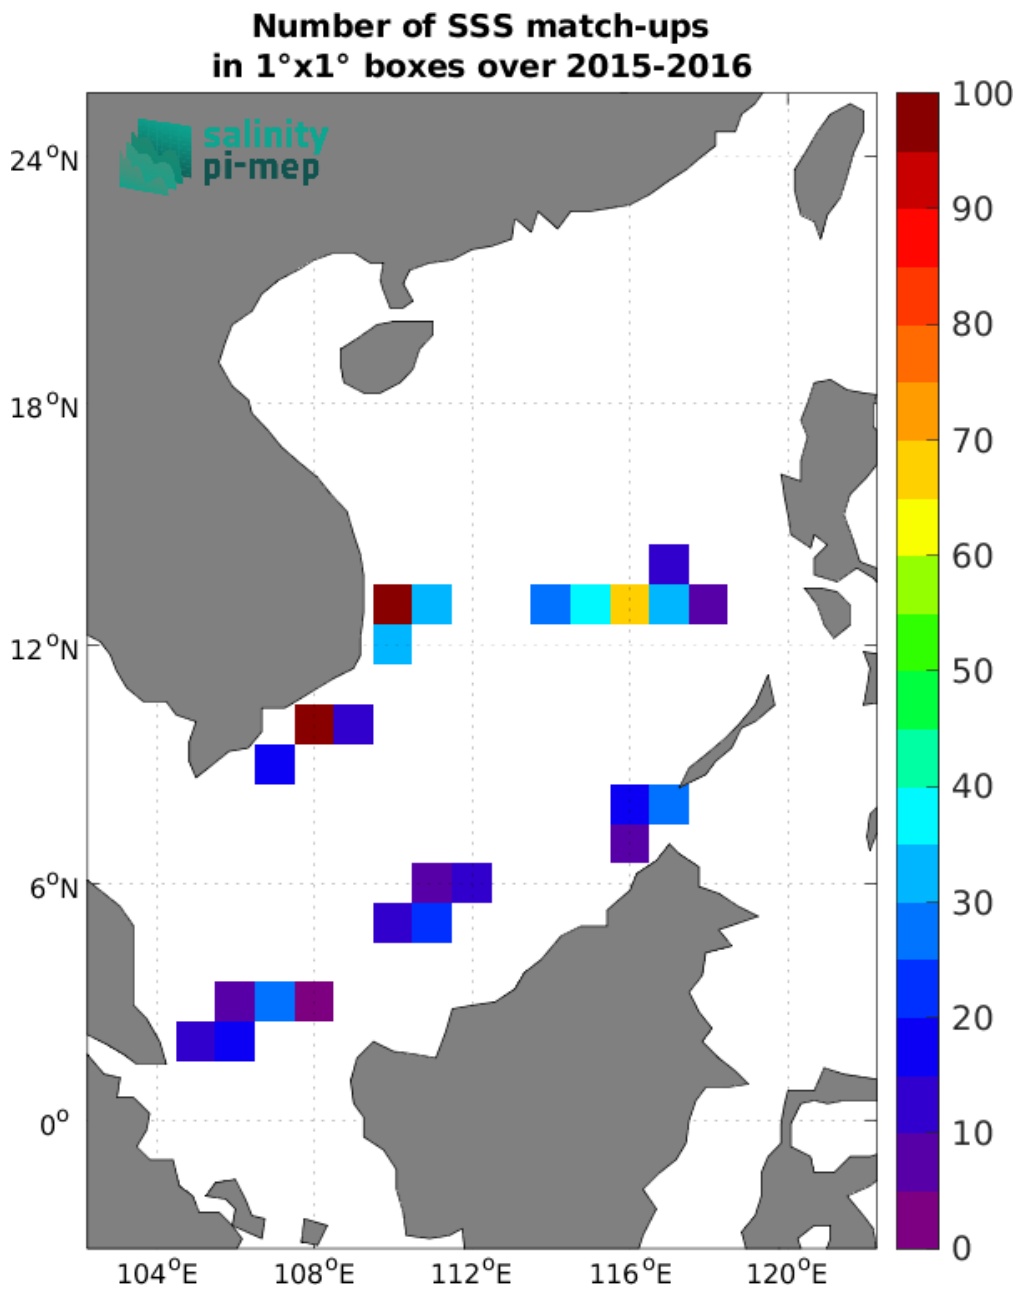 Number of SSS match-ups
in 1°x1° boxes over 2015-2016
salinity
pi-mep
24°N
18°N
12°N
6°N
0°
104°E
108°E
112°E
116°E
120°E
100
90
80
70
60
50
40
30
20
10
0